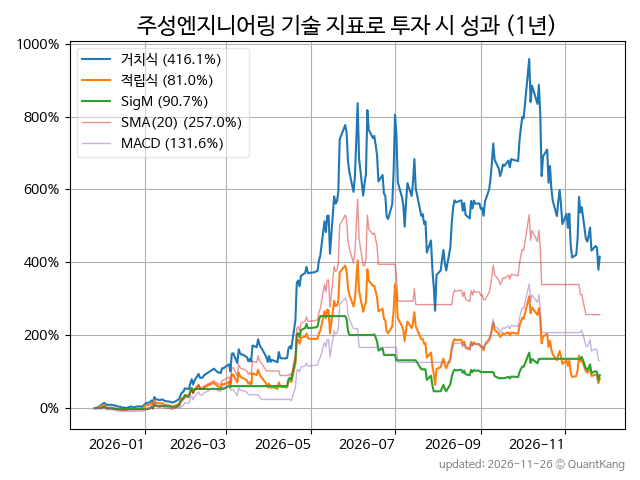 주성엔지니어링 기술 지표로 투자 시 성과 (1년)
1000%
800%
600%
400%
200%
0%
거치식 (416.1%)
적립식 (81.0%)
SigM (90.7%)
SMA(20) (257.0%)
MACD (131.6%)
2026-01 2026-03 2026-05 2026-07 2026-09 2026-11
updated: 2026-11-26 © QuantKang